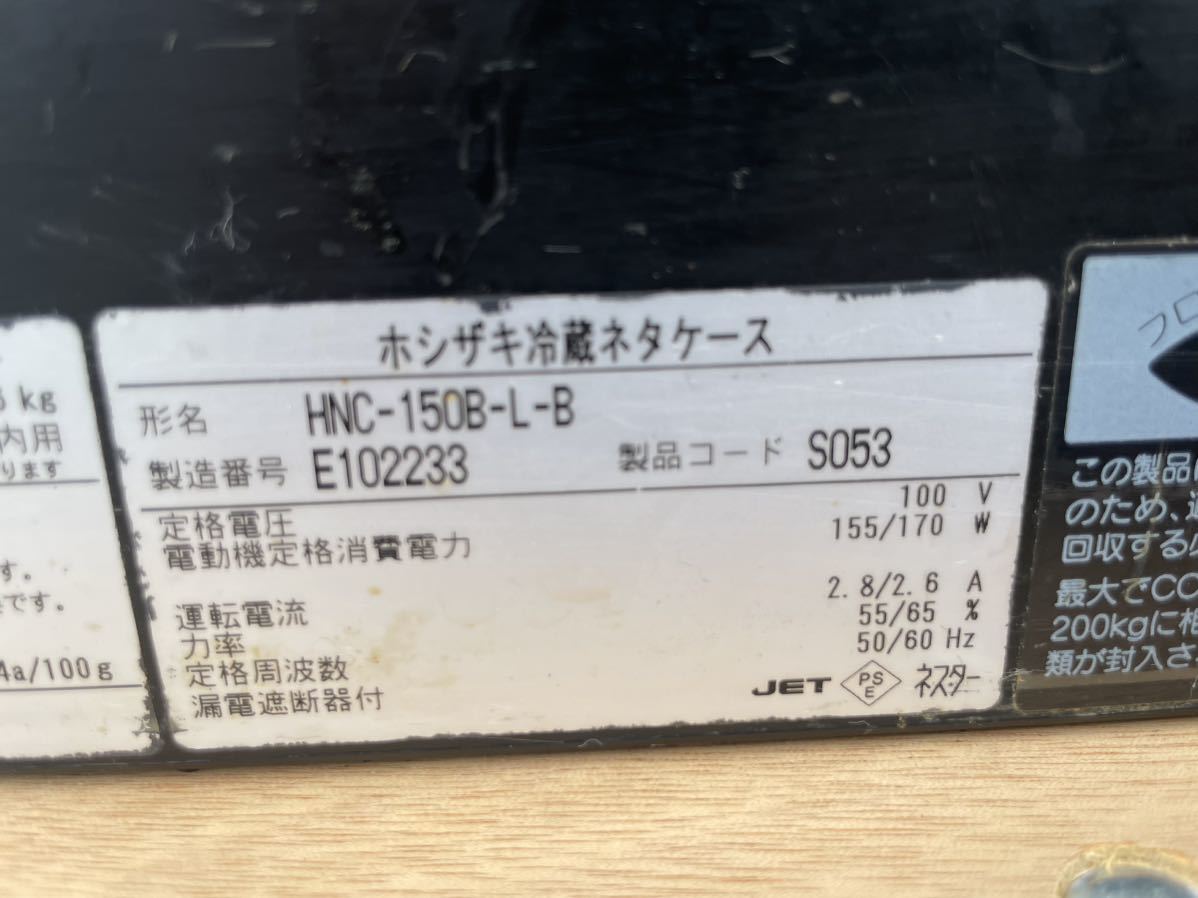 6 kg
内用
ります
す。
です。
4a/100g
ホシザキ冷蔵ネタケース
形名 HNC-150B-L-B
製造番号 E102233 製品コード S053
定格電圧 100 V
電動機定格消費電力 155/170 W
運転電流 2.8/2.6 A
力率 55/65 %
定格周波数 50/60 Hz
漏電遮断器付
JET PSE ネスター
フロ
この製品
のため、
回収する
最大でCO
200kgに相
類が封入さ